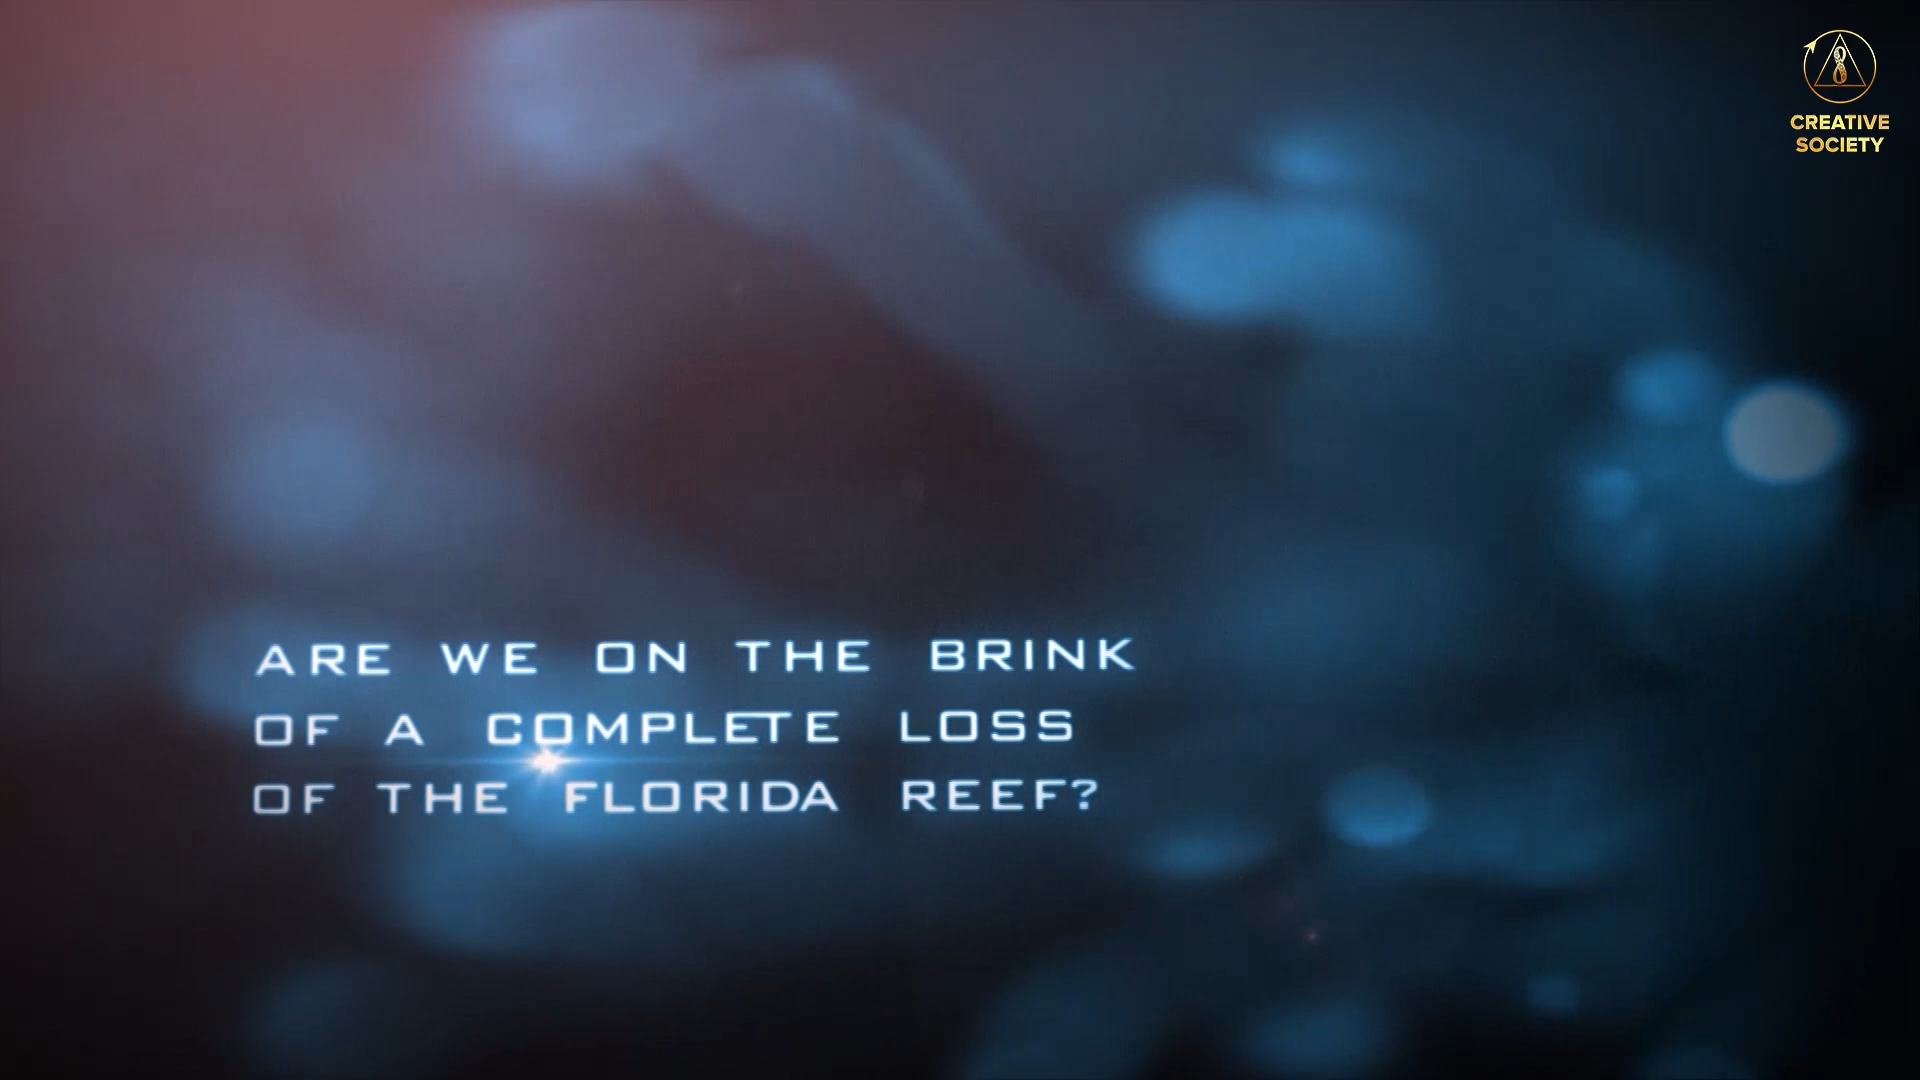 CREATIVE
SOCIETY
ARE WE ON THE BRINK
OF A COMPLETE LOSS
OF THE FLORIDA REEF?